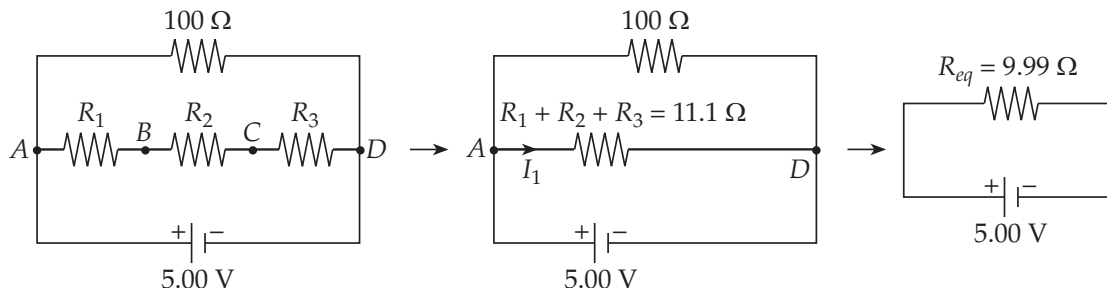 100 Ω
R₁ R₂ R₃
A B C D
+ −
5.00 V
100 Ω
R₁ + R₂ + R₃ = 11.1 Ω
A I₁ D
+ −
5.00 V
R_eq = 9.99 Ω
+ −
5.00 V